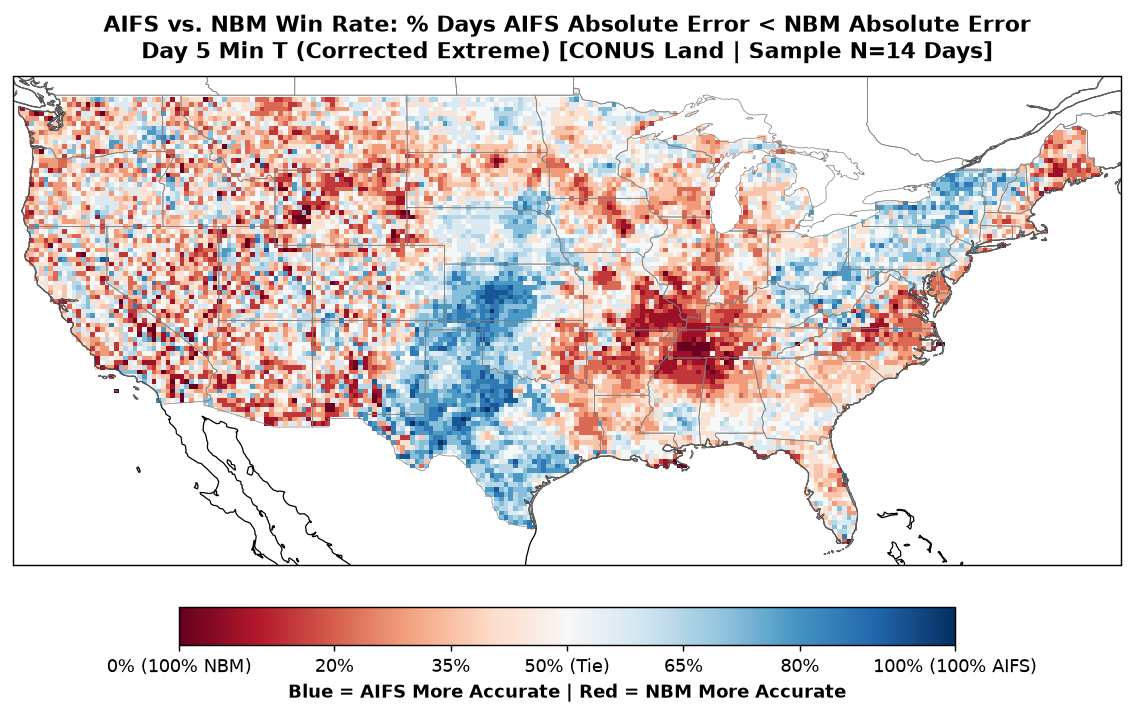 AIFS vs. NBM Win Rate: % Days AIFS Absolute Error < NBM Absolute Error
Day 5 Min T (Corrected Extreme) [CONUS Land | Sample N=14 Days]
0% (100% NBM) 20% 35% 50% (Tie) 65% 80% 100% (100% AIFS)
Blue = AIFS More Accurate | Red = NBM More Accurate